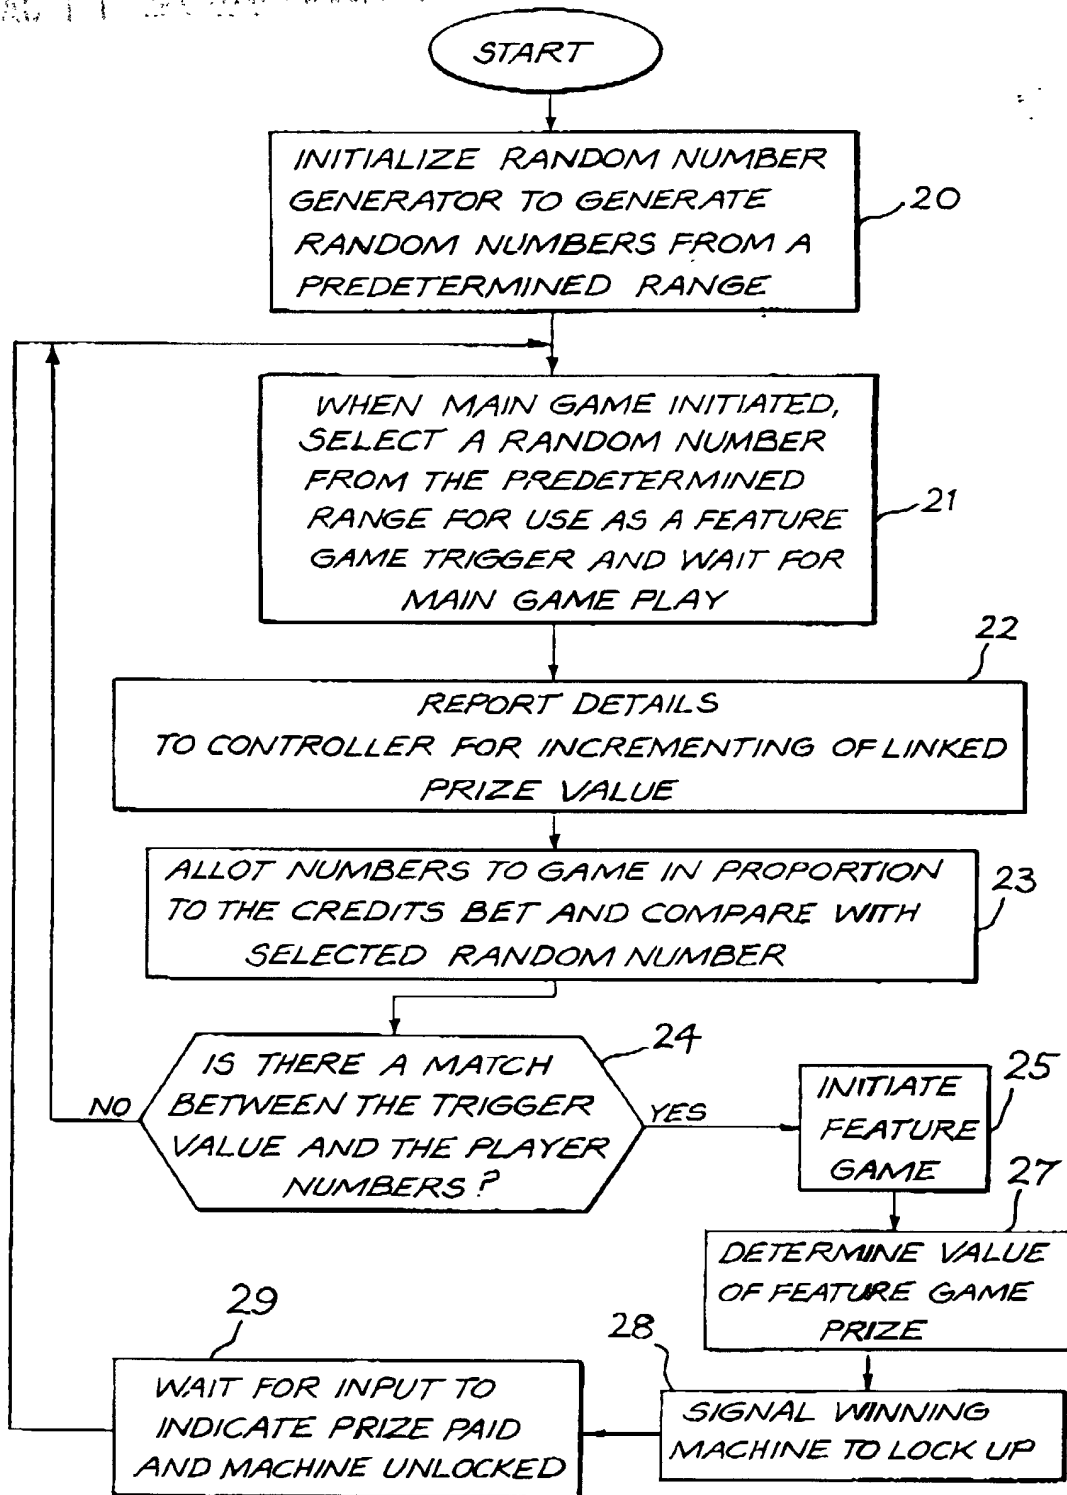 START
INITIALIZE RANDOM NUMBER
GENERATOR TO GENERATE
RANDOM NUMBERS FROM A
PREDETERMINED RANGE
20
WHEN MAIN GAME INITIATED,
SELECT A RANDOM NUMBER
FROM THE PREDETERMINED
RANGE FOR USE AS A FEATURE
GAME TRIGGER AND WAIT FOR
MAIN GAME PLAY
21
22
REPORT DETAILS
TO CONTROLLER FOR INCREMENTING OF LINKED
PRIZE VALUE
ALLOT NUMBERS TO GAME IN PROPORTION
TO THE CREDITS BET AND COMPARE WITH
SELECTED RANDOM NUMBER
23
24
IS THERE A MATCH
BETWEEN THE TRIGGER
VALUE AND THE PLAYER
NUMBERS?
NO
YES
25
INITIATE
FEATURE
GAME
27
DETERMINE VALUE
OF FEATURE GAME
PRIZE
28
SIGNAL WINNING
MACHINE TO LOCK UP
29
WAIT FOR INPUT TO
INDICATE PRIZE PAID
AND MACHINE UNLOCKED